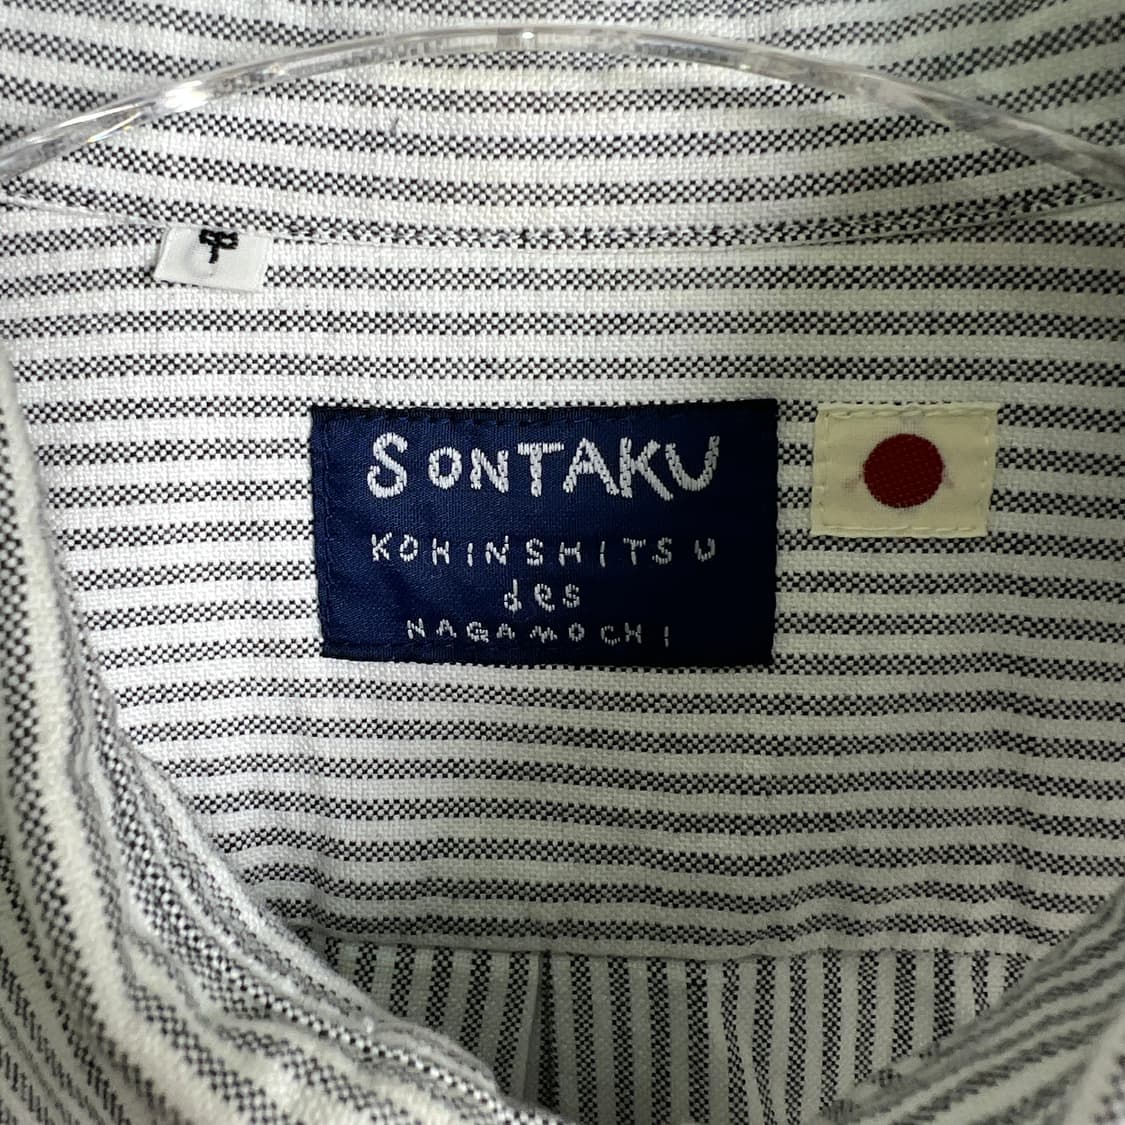 中
SONTAKU
KOHINSHITSU
des
NAGAMOCHI